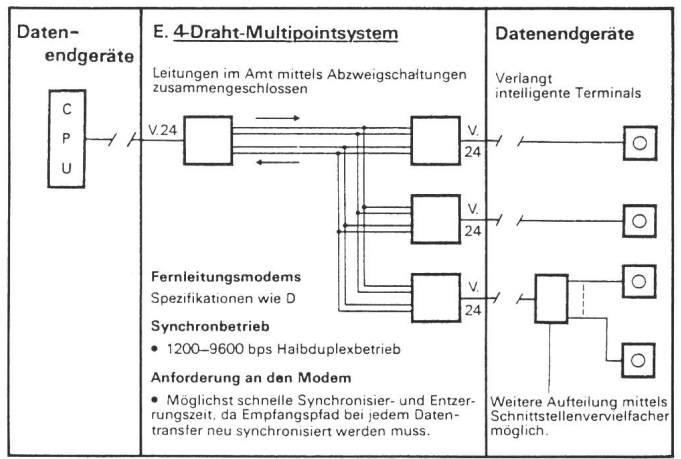 Daten-
endgeräte
C
P
U
E. 4-Draht-Multipointsystem
Leitungen im Amt mittels Abzweigschaltungen
zusammengeschlossen
V.24
V.
24
V.
24
V.
24
Fernleitungsmodems
Spezifikationen wie D
Synchronbetrieb
• 1200–9600 bps Halbduplexbetrieb
Anforderung an den Modem
• Möglichst schnelle Synchronisier- und Entzer-
rungszeit, da Empfangspfad bei jedem Daten-
transfer neu synchronisiert werden muss.
Datenendgeräte
Verlangt
intelligente Terminals
Weitere Aufteilung mittels
Schnittstellenvervielfacher
möglich.